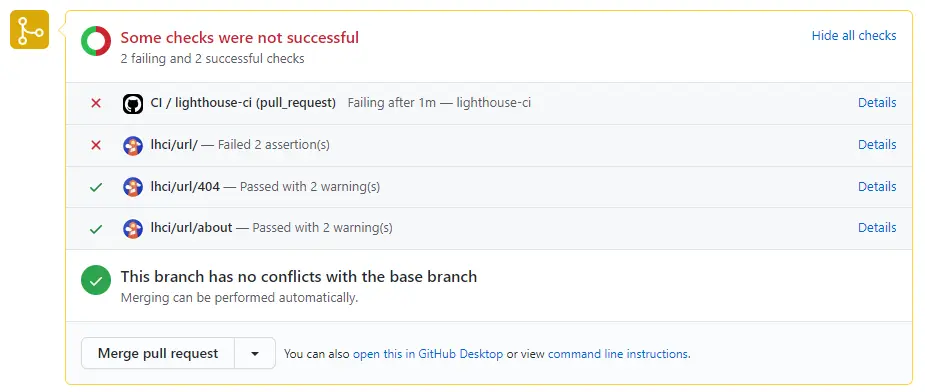 Some checks were not successful
Hide all checks
2 failing and 2 successful checks
CI / lighthouse-ci (pull_request) Failing after 1m — lighthouse-ci
Details
lhci/url/ — Failed 2 assertion(s)
Details
lhci/url/404 — Passed with 2 warning(s)
Details
lhci/url/about — Passed with 2 warning(s)
Details
This branch has no conflicts with the base branch
Merging can be performed automatically.
Merge pull request
You can also open this in GitHub Desktop or view command line instructions.